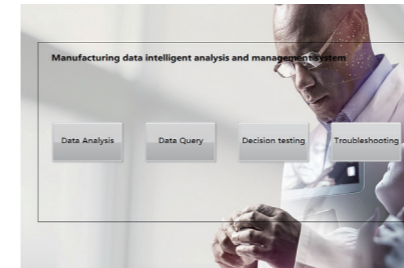 Manufacturing data intelligent analysis and management system
Data Analysis
Data Query
Decision testing
Troubleshooting